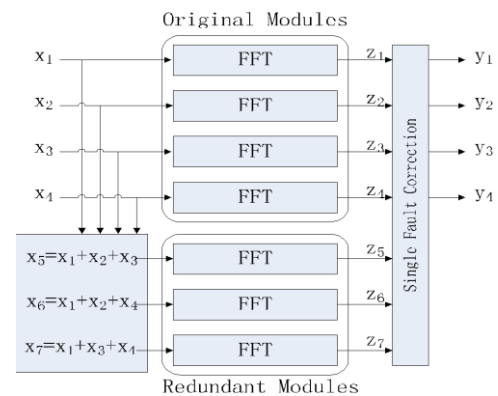 Original Modules
x₁ FFT z₁ y₁
x₂ FFT z₂ y₂
x₃ FFT z₃ y₃
x₄ FFT z₄ y₄
Single Fault Correction
x₅=x₁+x₂+x₃ FFT z₅
x₆=x₁+x₂+x₄ FFT z₆
x₇=x₁+x₃+x₄ FFT z₇
Redundant Modules